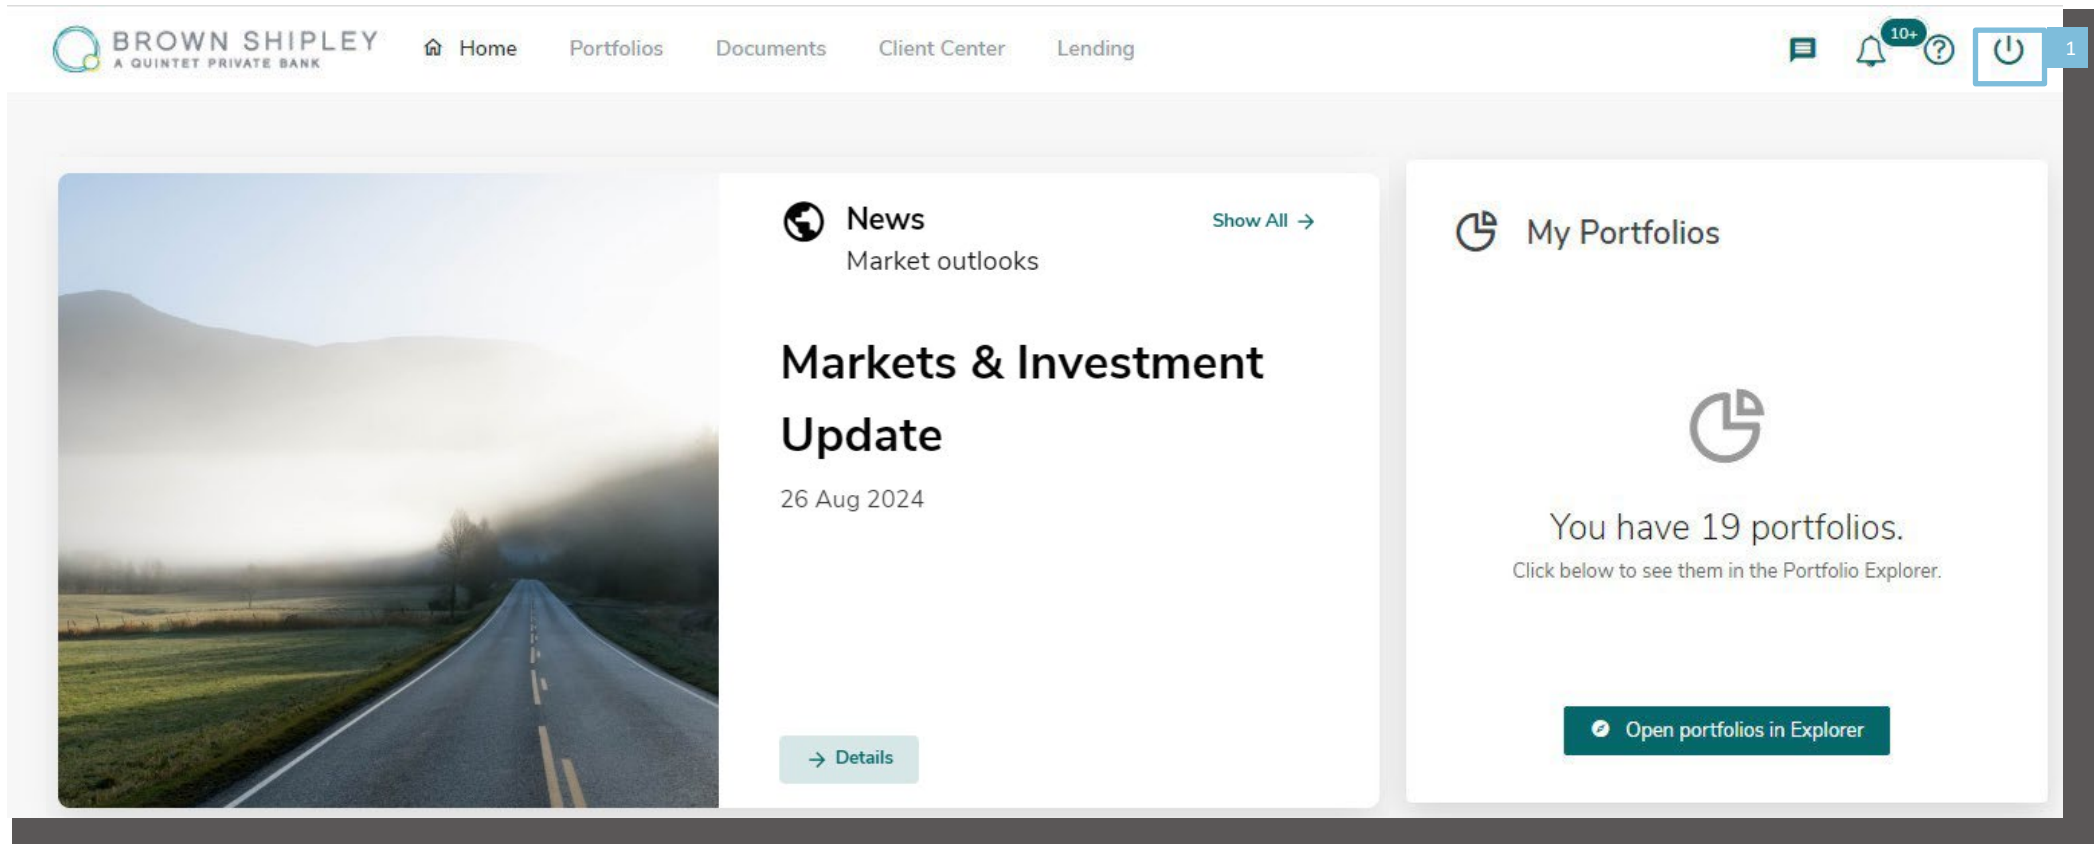 BROWN SHIPLEY
A QUINTET PRIVATE BANK
Home Portfolios Documents Client Center Lending
10+
1
News
Show All
Market outlooks
Markets & Investment
Update
26 Aug 2024
Details
My Portfolios
You have 19 portfolios.
Click below to see them in the Portfolio Explorer.
Open portfolios in Explorer